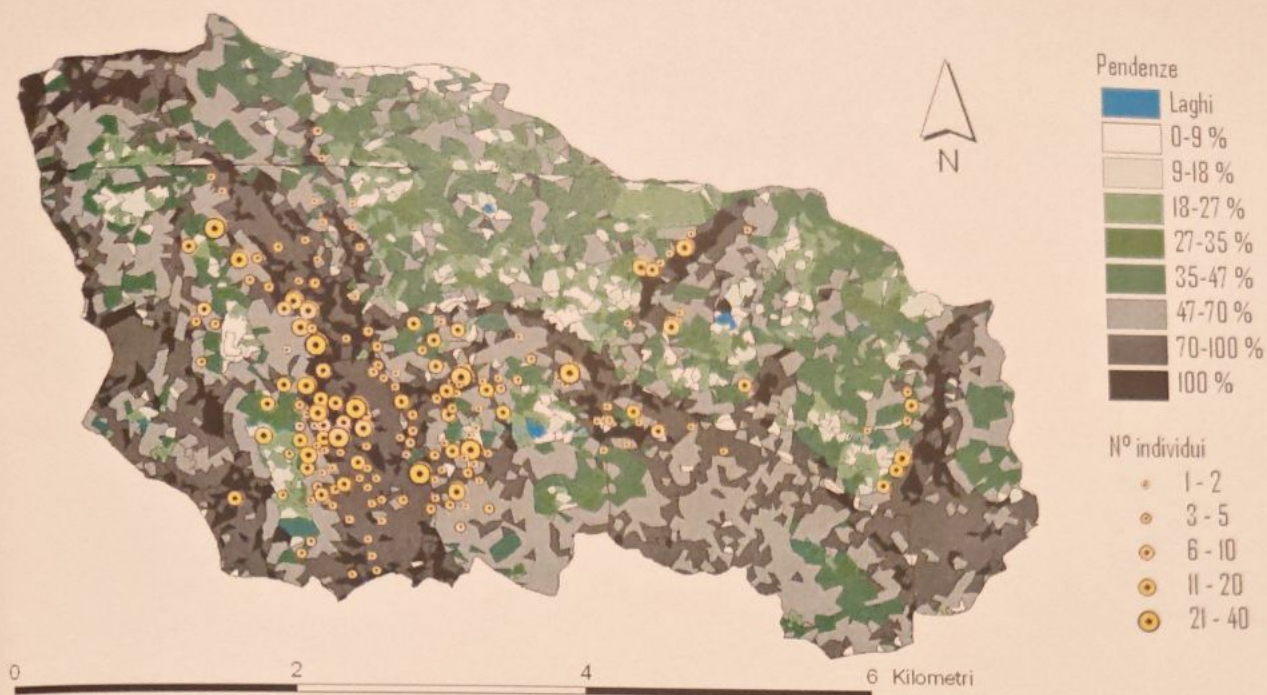 N
Pendenze
Laghi
0-9 %
9-18 %
18-27 %
27-35 %
35-47 %
47-70 %
70-100 %
100 %
N° individui
1 - 2
3 - 5
6 - 10
11 - 20
21 - 40
0 2 4 6 Kilometri